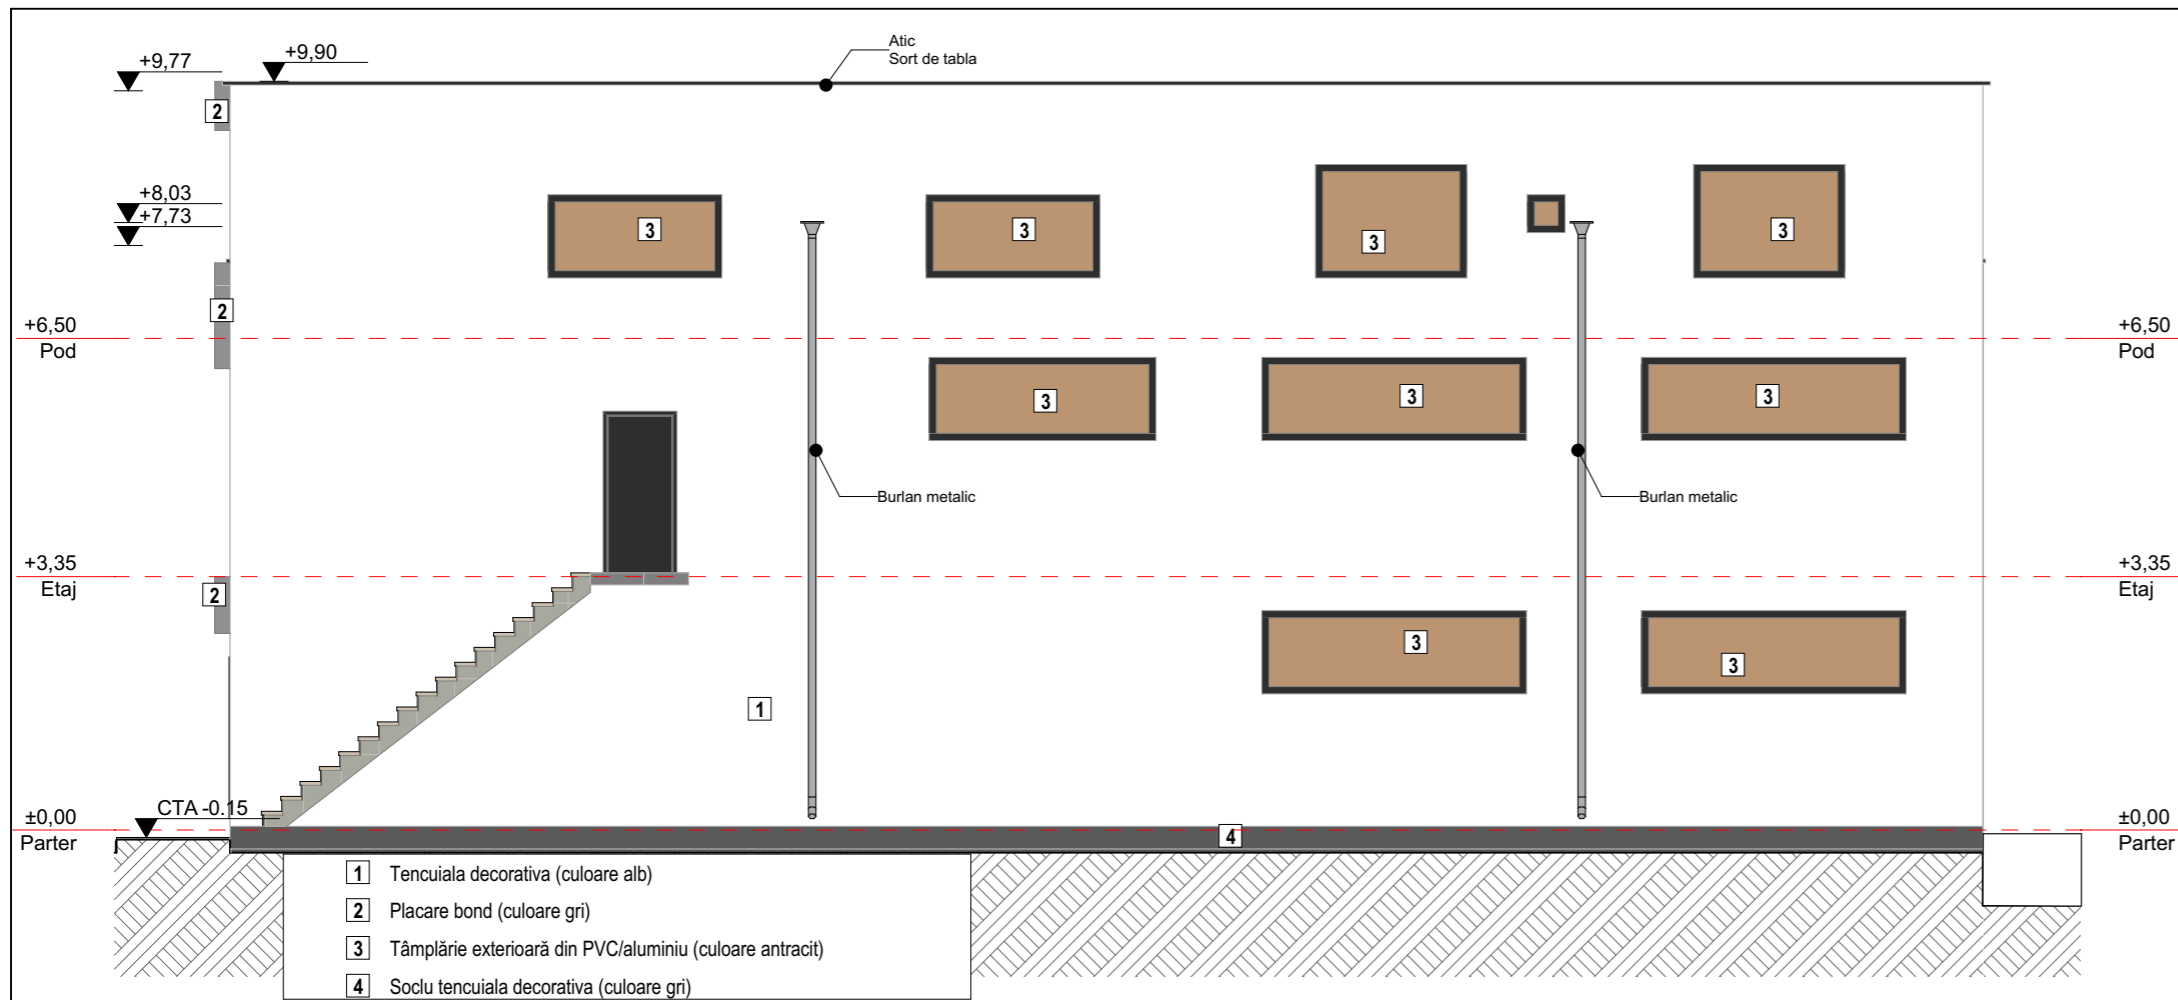 Atic
Sort de tabla
+9,77
+9,90
2
+8,03
+7,73
3
3
3
3
2
+6,50
Pod
+6,50
Pod
3
3
3
Burlan metalic
Burlan metalic
+3,35
Etaj
+3,35
Etaj
2
3
3
1
CTA -0.15
±0,00
Parter
±0,00
Parter
4
1 Tencuiala decorativa (culoare alb)
2 Placare bond (culoare gri)
3 Tâmplărie exterioară din PVC/aluminiu (culoare antracit)
4 Soclu tencuiala decorativa (culoare gri)